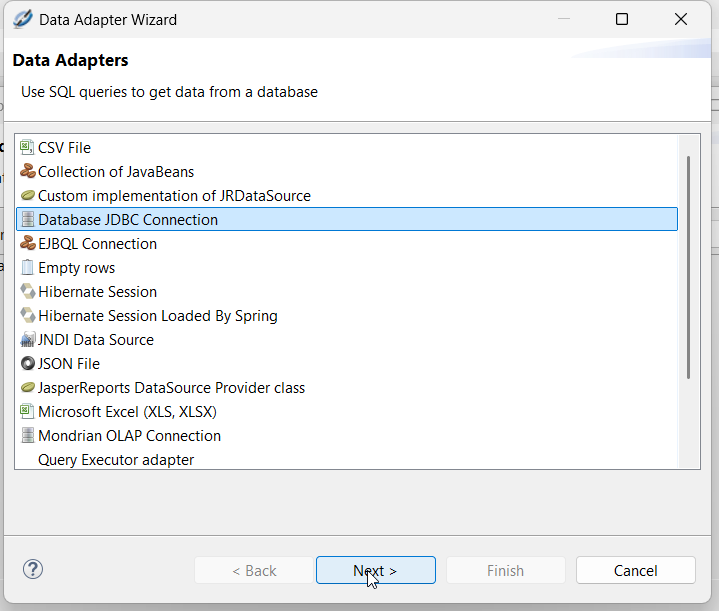 Data Adapter Wizard
Data Adapters
Use SQL queries to get data from a database
CSV File
Collection of JavaBeans
Custom implementation of JRDataSource
Database JDBC Connection
EJBQL Connection
Empty rows
Hibernate Session
Hibernate Session Loaded By Spring
JNDI Data Source
JSON File
JasperReports DataSource Provider class
Microsoft Excel (XLS, XLSX)
Mondrian OLAP Connection
Query Executor adapter
? < Back Next > Finish Cancel